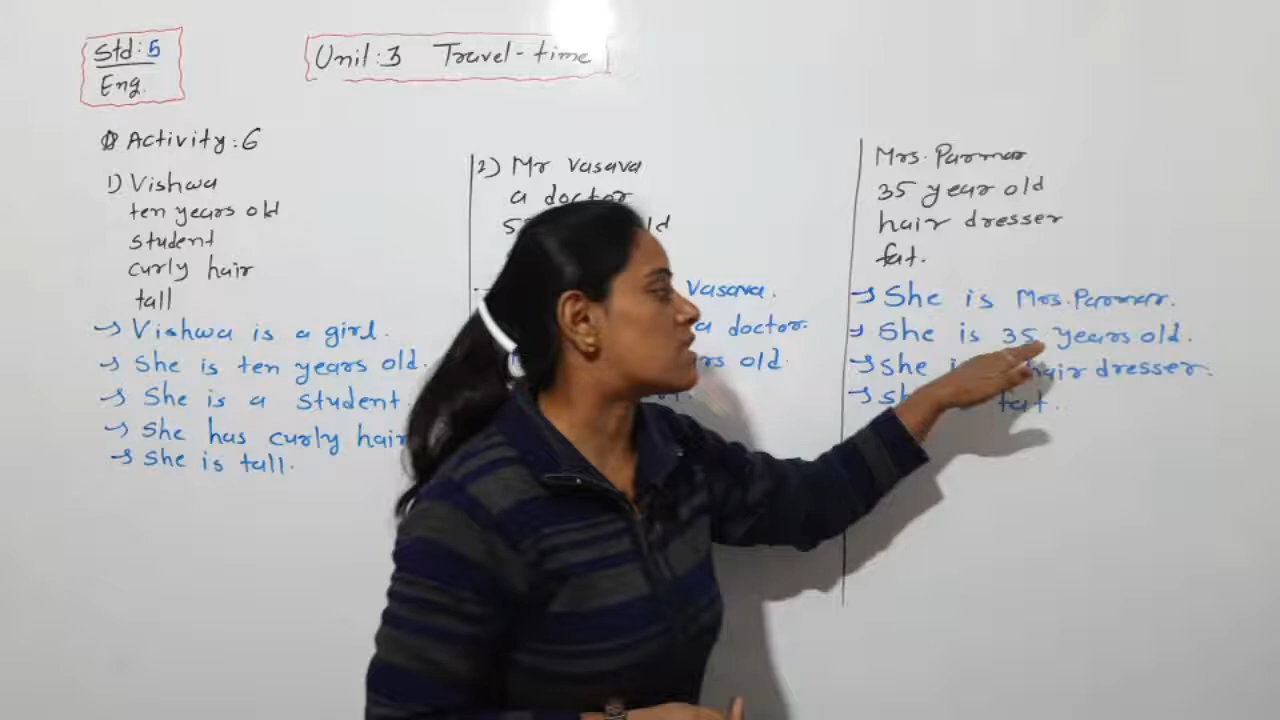 Std: 5
Eng.
Unit: 3 Travel-time
Activity: 6
1) Vishwa
ten years old
student
curly hair
tall
→ Vishwa is a girl.
→ She is ten years old.
→ She is a student.
→ She has curly hair
→ She is tall.
2) Mr Vasava
a doctor
Vasava.
a doctor.
old.
Mrs. Parmar
35 year old
hair dresser
fat.
→ She is Mrs. Parmar.
→ She is 35 years old.
→ She hair dresser.
→ fat.